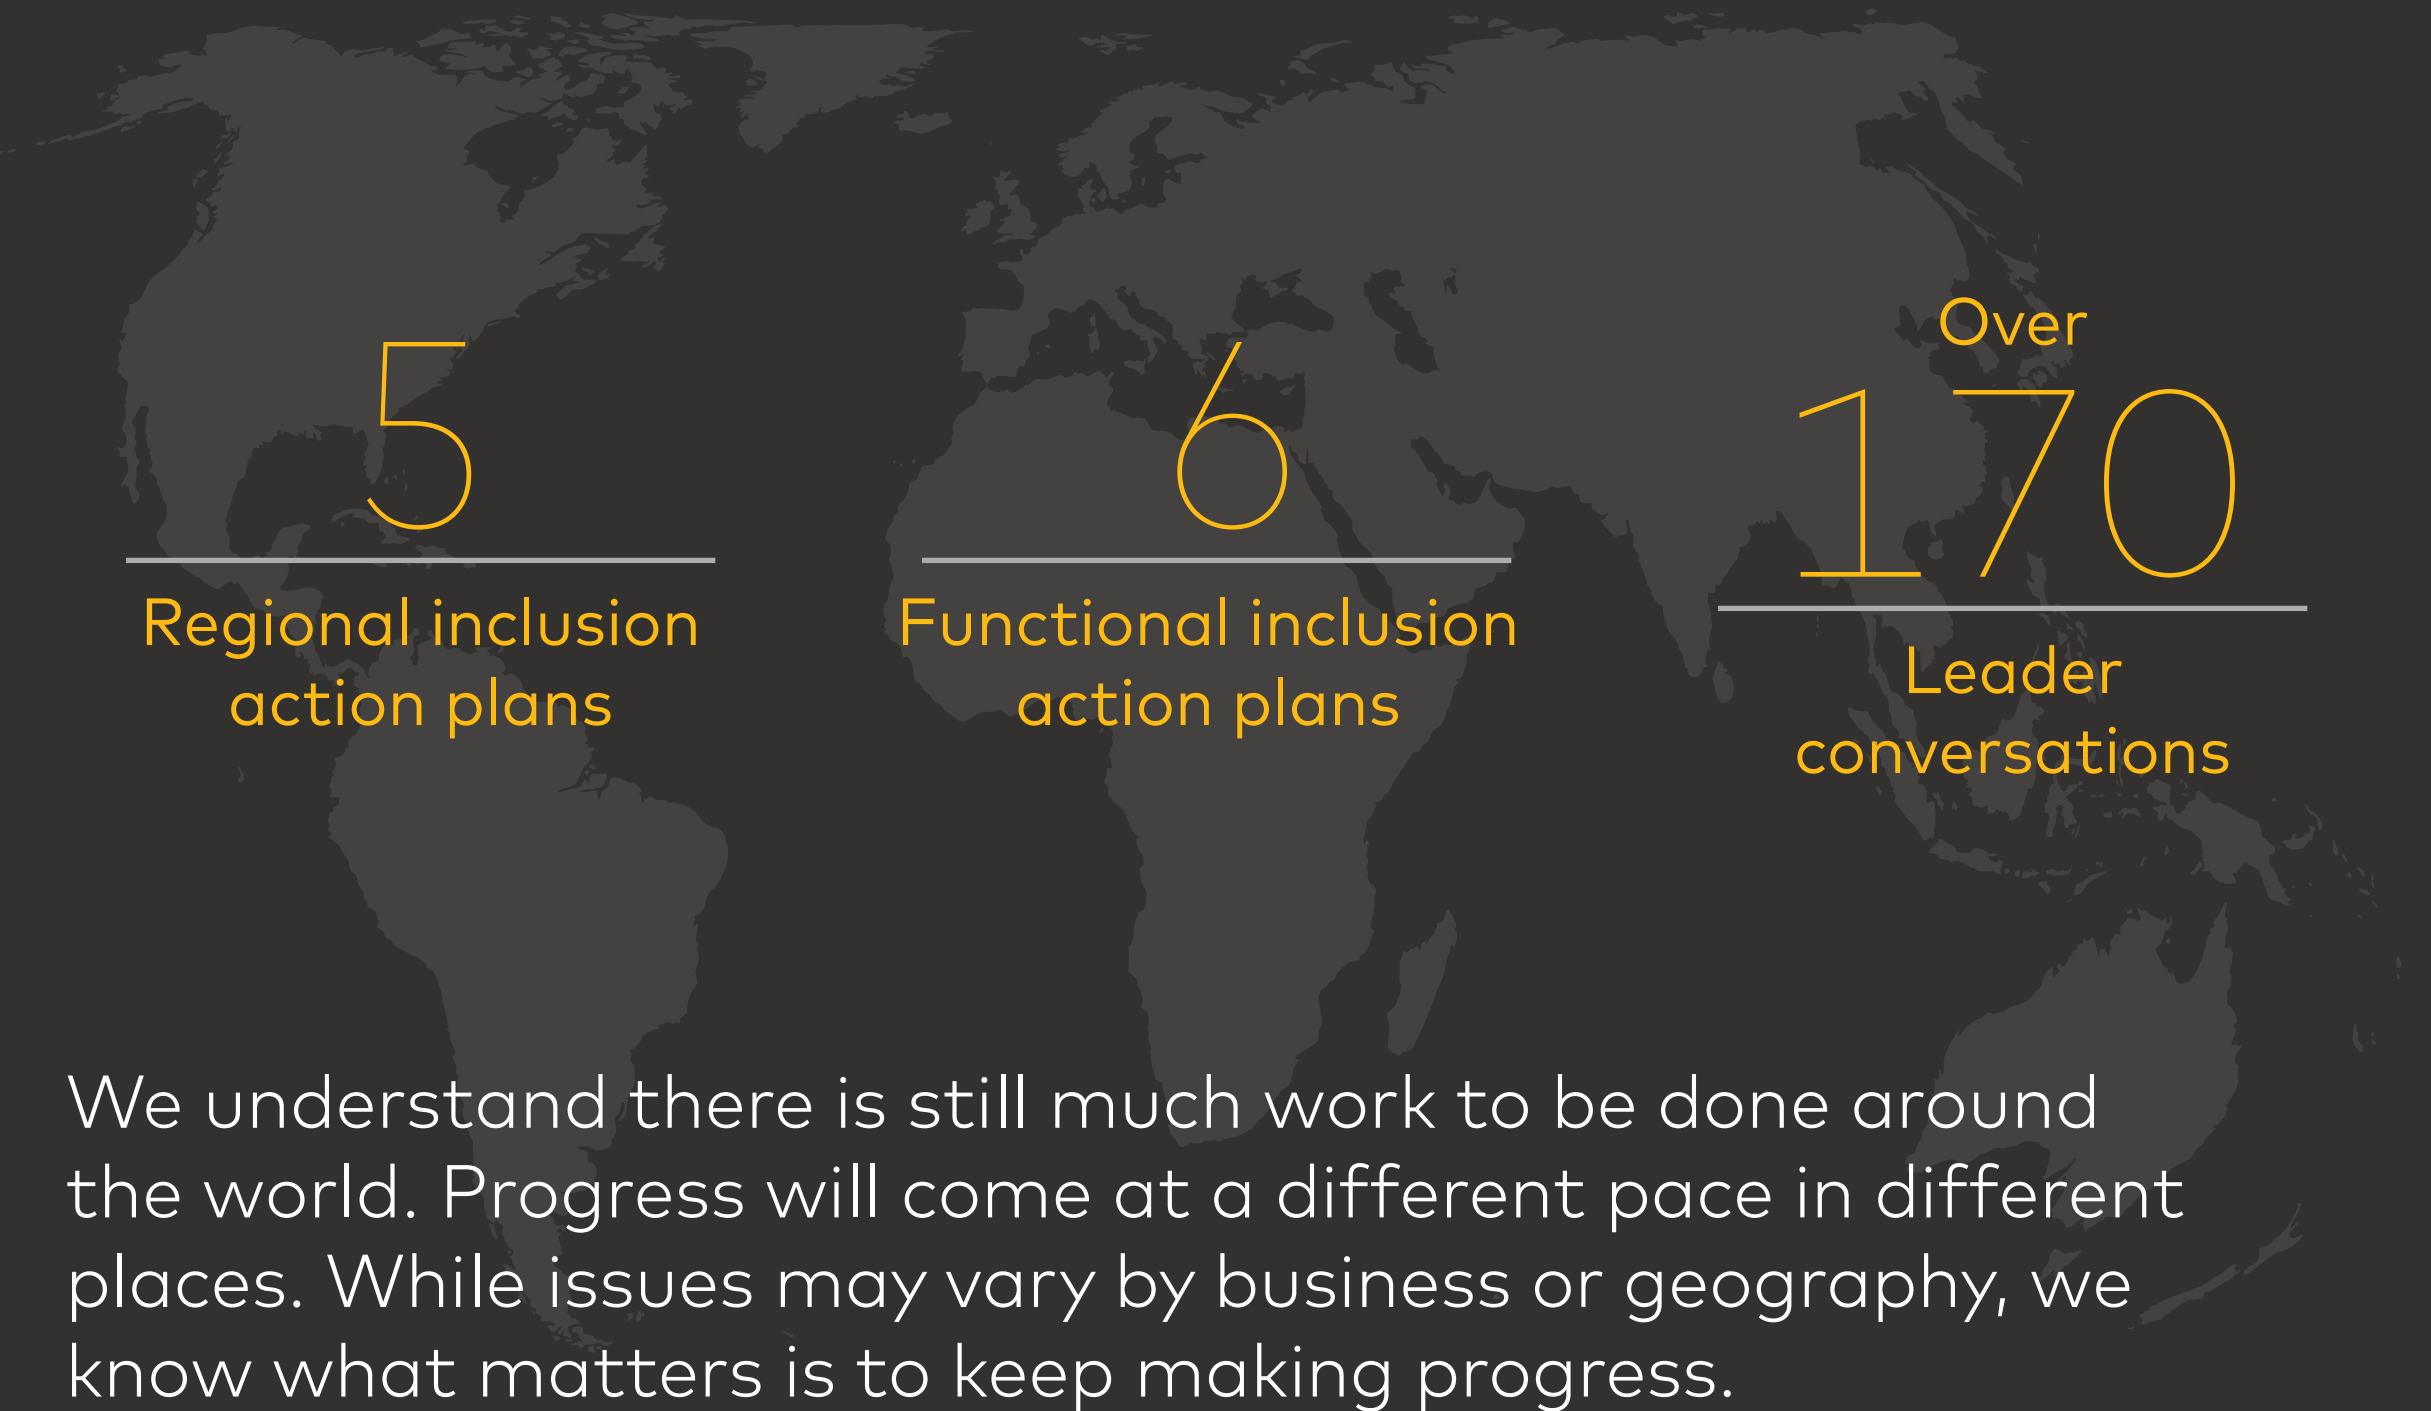 5
Regional inclusion
action plans
6
Functional inclusion
action plans
Over
170
Leader
conversations
We understand there is still much work to be done around
the world. Progress will come at a different pace in different
places. While issues may vary by business or geography, we
know what matters is to keep making progress.